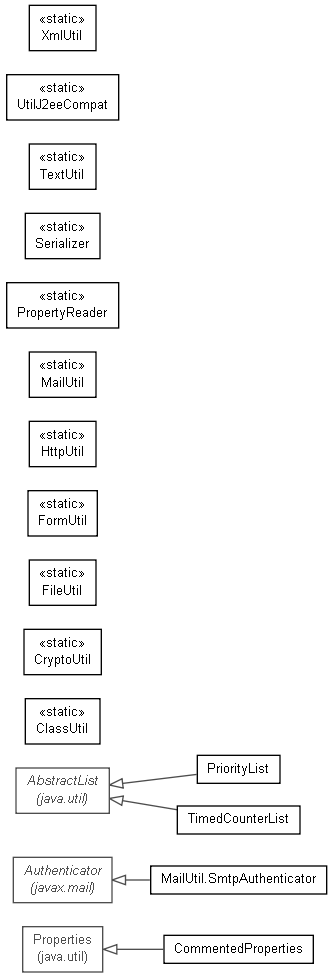 «static»
XmlUtil
«static»
UtilJ2eeCompat
«static»
TextUtil
«static»
Serializer
«static»
PropertyReader
«static»
MailUtil
«static»
HttpUtil
«static»
FormUtil
«static»
FileUtil
«static»
CryptoUtil
«static»
ClassUtil
AbstractList
(java.util)
PriorityList
TimedCounterList
Authenticator
(javax.mail)
MailUtil.SmtpAuthenticator
Properties
(java.util)
CommentedProperties